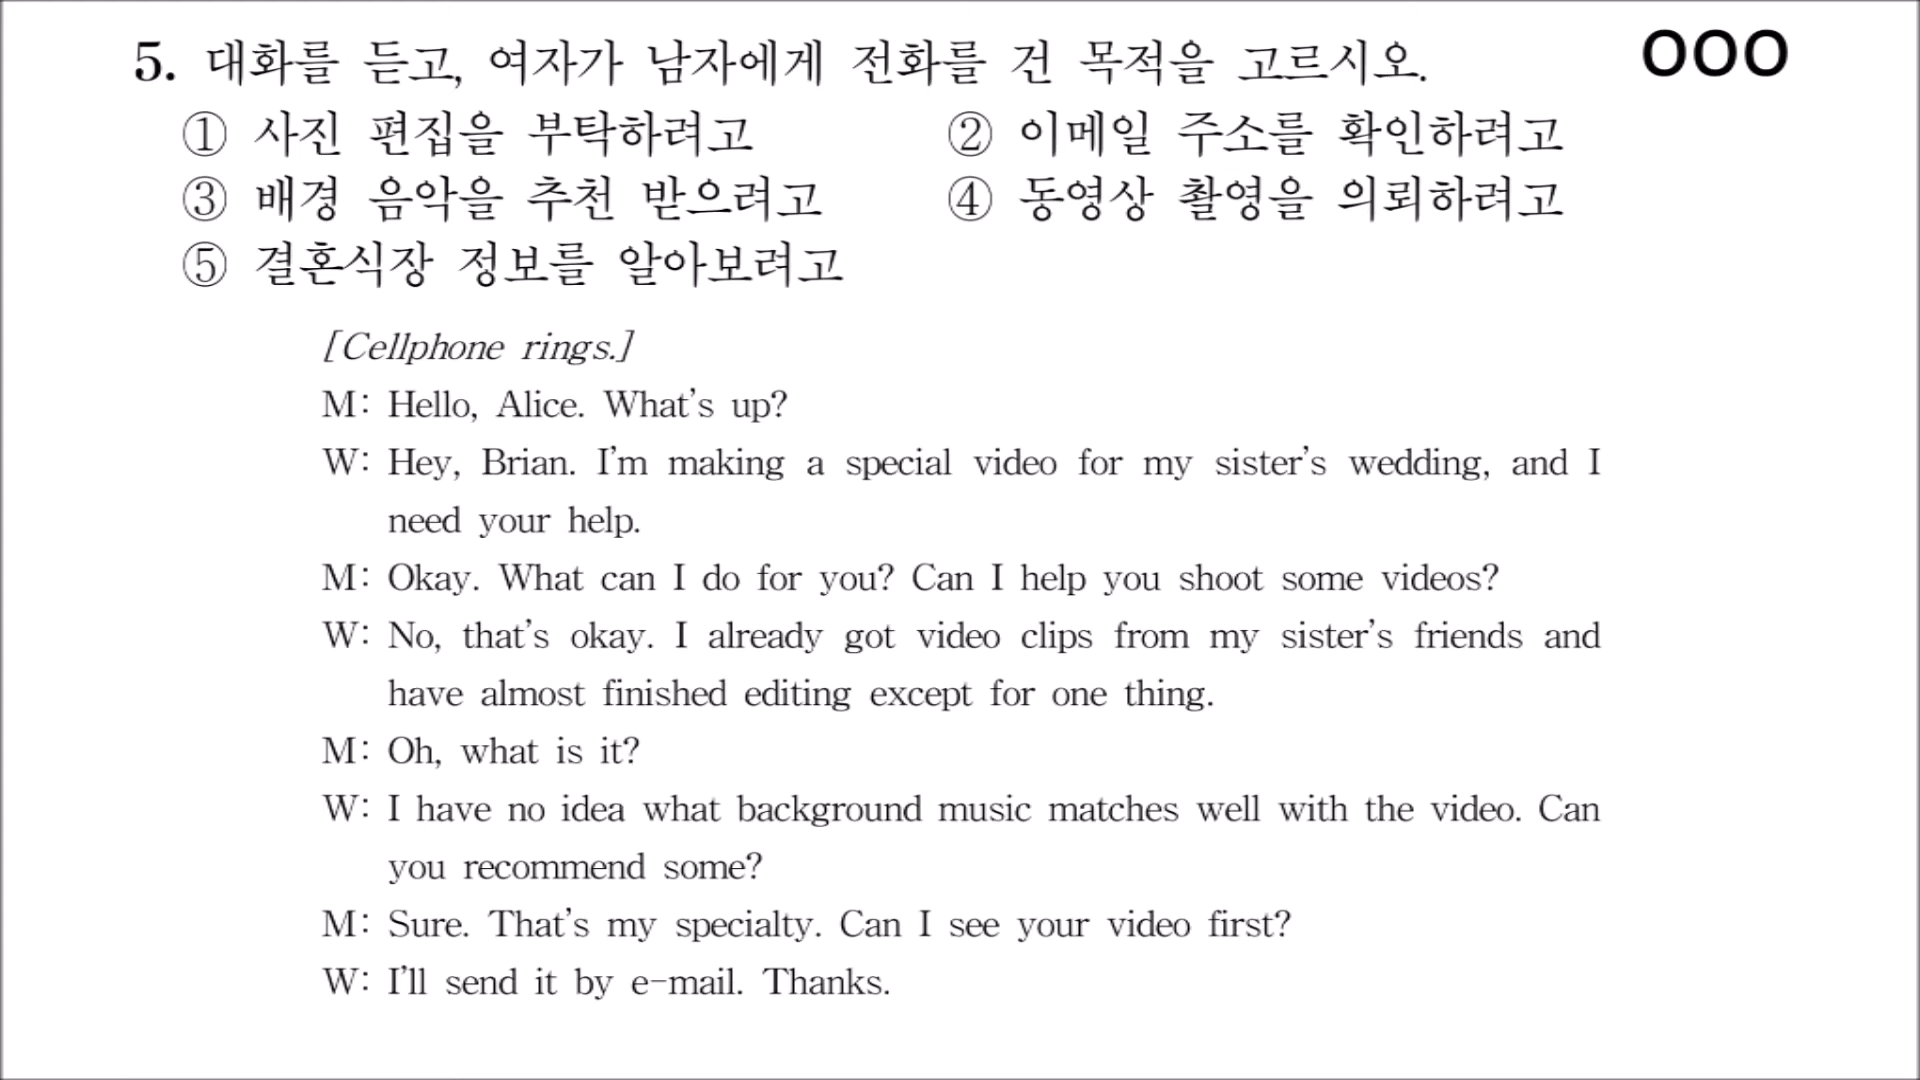 5. 대화를 듣고, 여자가 남자에게 전화를 건 목적을 고르시오. OOO
① 사진 편집을 부탁하려고 ② 이메일 주소를 확인하려고
③ 배경 음악을 추천 받으려고 ④ 동영상 촬영을 의뢰하려고
⑤ 결혼식장 정보를 알아보려고
[Cellphone rings.]
M: Hello, Alice. What's up?
W: Hey, Brian. I'm making a special video for my sister's wedding, and I
need your help.
M: Okay. What can I do for you? Can I help you shoot some videos?
W: No, that's okay. I already got video clips from my sister's friends and
have almost finished editing except for one thing.
M: Oh, what is it?
W: I have no idea what background music matches well with the video. Can
you recommend some?
M: Sure. That's my specialty. Can I see your video first?
W: I'll send it by e-mail. Thanks.